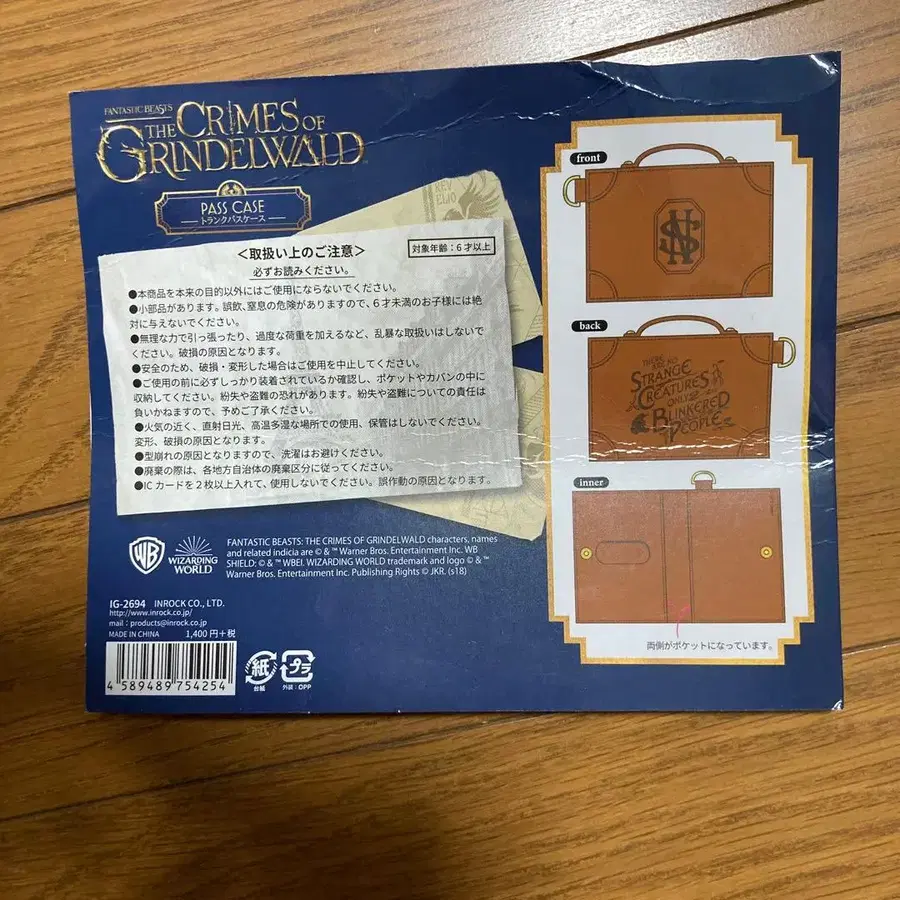 FANTASTIC BEASTS
THE CRIMES OF
GRINDELWALD
PASS CASE
トランクパスケース
REV
ELIO
＜取扱い上のご注意＞
必ずお読みください。
対象年齢：6才以上
●本商品を本来の目的以外にはご使用にならないでください。
●小部品があります。誤飲、窒息の危険がありますので、6才未満のお子様には絶
対に与えないでください。
●無理な力で引っ張ったり、過度な荷重を加えるなど、乱暴な取扱いはしないで
ください。破損の原因となります。
●安全のため、破損・変形した場合はご使用を中止してください。
●ご使用の前に必ずしっかり装着されているか確認し、ポケットやカバンの中に
収納してください。紛失や盗難の恐れがあります。紛失や盗難についての責任は
負いかねますので、予めご了承ください。
●火気の近く、直射日光、高温多湿な場所での使用、保管はしないでください。
変形、破損の原因となります。
●型崩れの原因となりますので、洗濯はお避けください。
●廃棄の際は、各地方自治体の廃棄区分に従ってください。
●ICカードを2枚以上入れて、使用しないでください。誤作動の原因となります。
WB
WIZARDING
WORLD
FANTASTIC BEASTS: THE CRIMES OF GRINDELWALD characters, names
and related indicia are © & ™ Warner Bros. Entertainment Inc. WB
SHIELD: © & ™ WBEI. WIZARDING WORLD trademark and logo © & ™
Warner Bros. Entertainment Inc. Publishing Rights © JKR. (s18)
IG-2694 INROCK CO., LTD.
http://www.inrock.co.jp/
mail : products@inrock.co.jp
MADE IN CHINA 1,400円+税
4 589489 754254
紙
台紙
プラ
外装：OPP
front
NS
back
THERE
ARE NO
STRANGE
CREATURES
ONLY
BLINKERED
PEOPLE
inner
両側がポケットになっています。